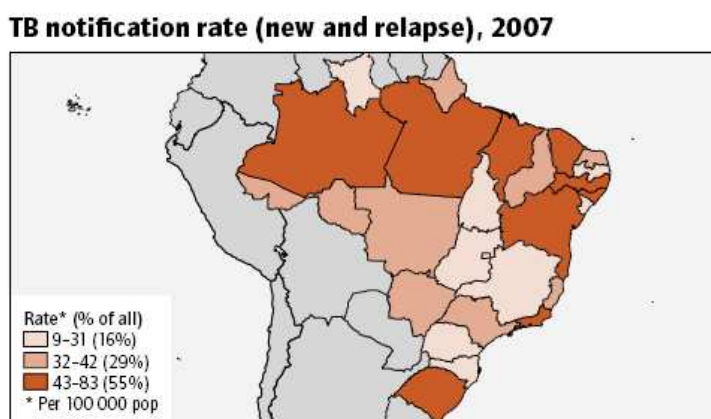 TB notification rate (new and relapse), 2007
Rate* (% of all)
9–31 (16%)
32–42 (29%)
43–83 (55%)
* Per 100 000 pop